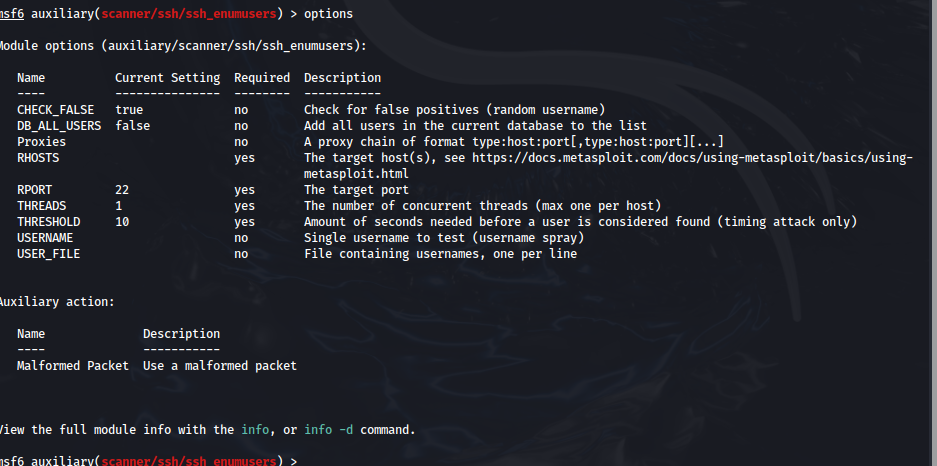 msf6 auxiliary(scanner/ssh/ssh_enumusers) > options
Module options (auxiliary/scanner/ssh/ssh_enumusers):
Name Current Setting Required Description
---- --------------- -------- -----------
CHECK_FALSE true no Check for false positives (random username)
DB_ALL_USERS false no Add all users in the current database to the list
Proxies no A proxy chain of format type:host:port[,type:host:port][...]
RHOSTS yes The target host(s), see https://docs.metasploit.com/docs/using-metasploit/basics/using-
metasploit.html
RPORT 22 yes The target port
THREADS 1 yes The number of concurrent threads (max one per host)
THRESHOLD 10 yes Amount of seconds needed before a user is considered found (timing attack only)
USERNAME no Single username to test (username spray)
USER_FILE no File containing usernames, one per line
Auxiliary action:
Name Description
---- -----------
Malformed Packet Use a malformed packet
View the full module info with the info, or info -d command.
msf6 auxiliary(scanner/ssh/ssh_enumusers) >